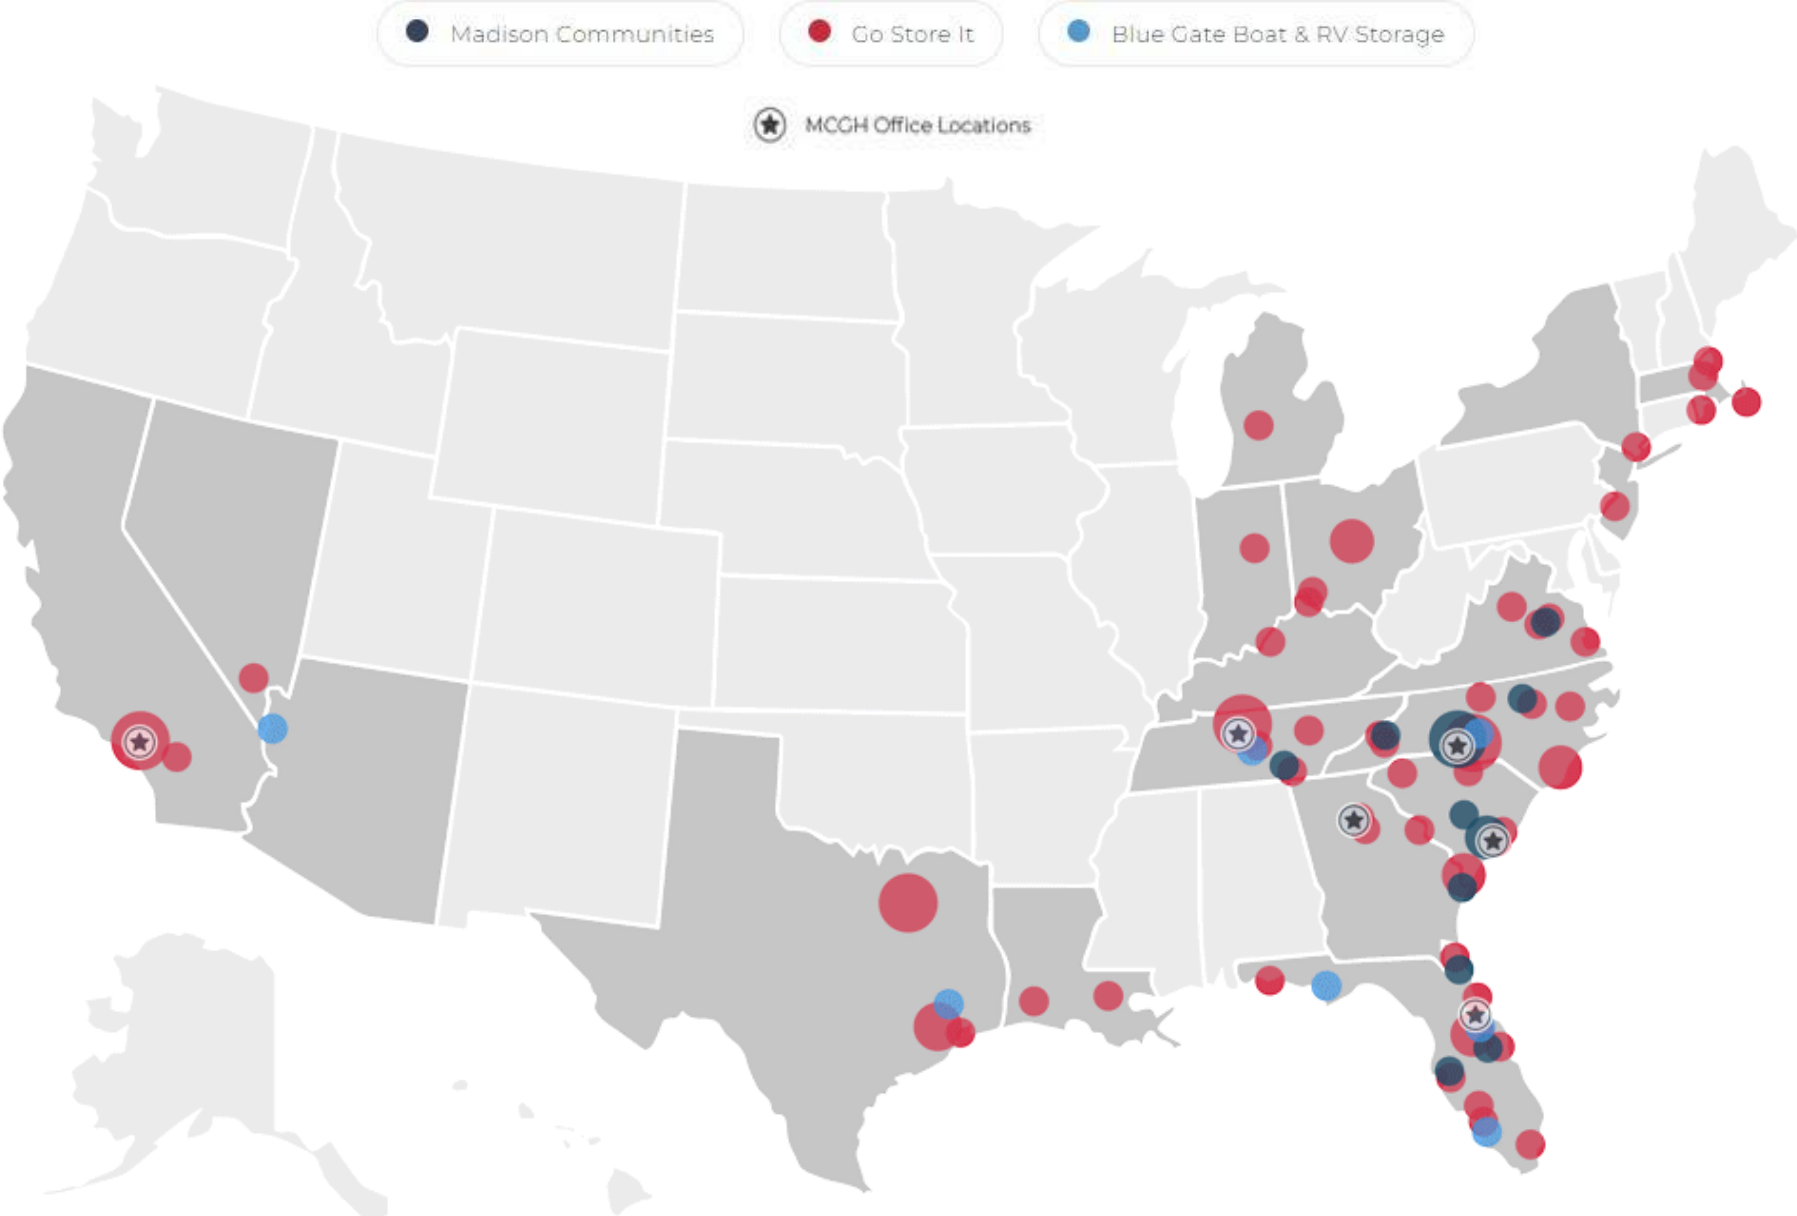 Madison Communities
Go Store It
Blue Gate Boat & RV Storage
MCGH Office Locations